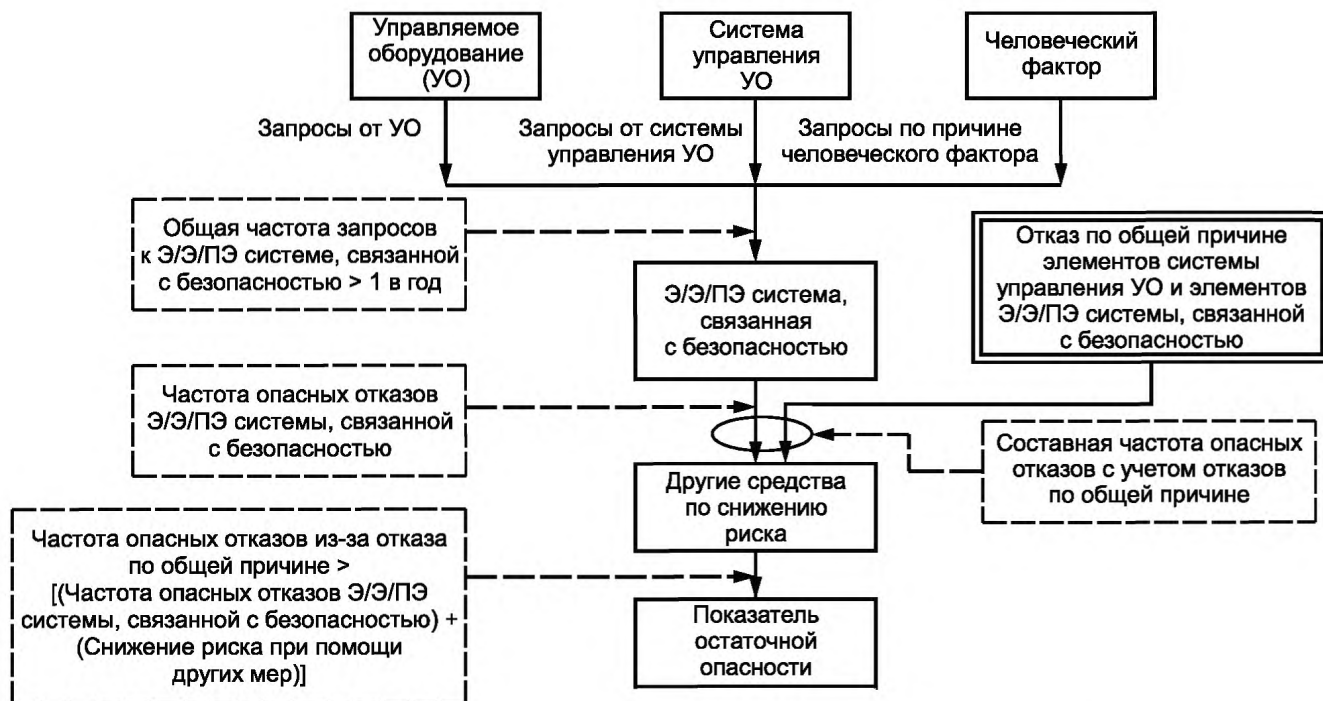 Управляемое
оборудование
(УО)
Система
управления
УО
Человеческий
фактор
Запросы от УО
Запросы от системы
управления УО
Запросы по причине
человеческого фактора
Общая частота запросов
к Э/Э/ПЭ системе, связанной
с безопасностью > 1 в год
Э/Э/ПЭ система,
связанная
с безопасностью
Отказ по общей причине
элементов системы
управления УО и элементов
Э/Э/ПЭ системы, связанной
с безопасностью
Частота опасных отказов
Э/Э/ПЭ системы, связанной
с безопасностью
Составная частота опасных
отказов с учетом отказов
по общей причине
Другие средства
по снижению
риска
Частота опасных отказов из-за отказа
по общей причине >
[(Частота опасных отказов Э/Э/ПЭ
системы, связанной с безопасностью) +
(Снижение риска при помощи
других мер)]
Показатель
остаточной
опасности